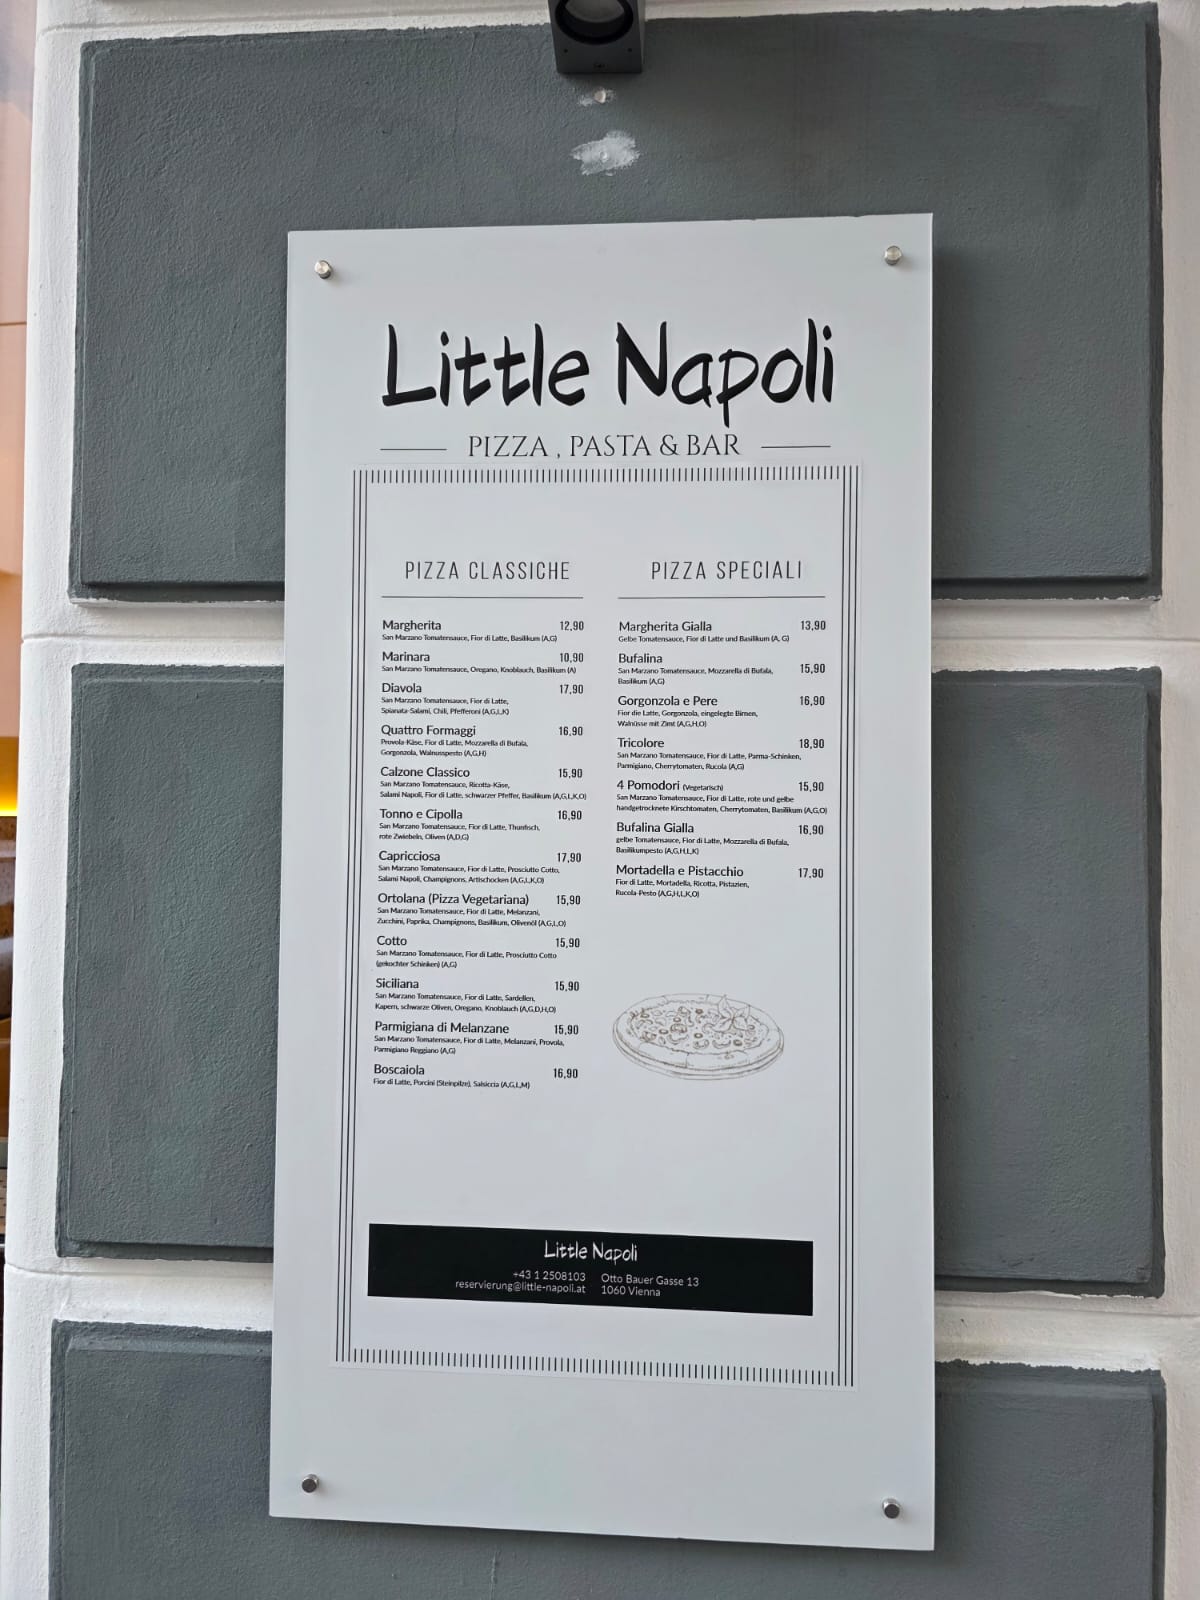 Little Napoli
PIZZA , PASTA & BAR
PIZZA CLASSICHE
Margherita 12,90
San Marzano Tomatensauce, Fior di Latte, Basilikum (A,G)
Marinara 10,90
San Marzano Tomatensauce, Oregano, Knoblauch, Basilikum (A)
Diavola 17,90
San Marzano Tomatensauce, Fior di Latte,
Spianata-Salami, Chili, Pfefferoni (A,G,L,K)
Quattro Formaggi 16,90
Provola-Käse, Fior di Latte, Mozzarella di Bufala,
Gorgonzola, Walnusspesto (A,G,H)
Calzone Classico 15,90
San Marzano Tomatensauce, Ricotta-Käse,
Salami Napoli, Fior di Latte, schwarzer Pfeffer, Basilikum (A,G,L,K,O)
Tonno e Cipolla 16,90
San Marzano Tomatensauce, Fior di Latte, Thunfisch,
rote Zwiebeln, Oliven (A,D,G)
Capricciosa 17,90
San Marzano Tomatensauce, Fior di Latte, Prosciutto Cotto,
Salami Napoli, Champignons, Artischocken (A,G,L,K,O)
Ortolana (Pizza Vegetariana) 15,90
San Marzano Tomatensauce, Fior di Latte, Melanzani,
Zucchini, Paprika, Champignons, Basilikum, Olivenöl (A,G,L,O)
Cotto 15,90
San Marzano Tomatensauce, Fior di Latte, Prosciutto Cotto
(gekochter Schinken) (A,G)
Siciliana 15,90
San Marzano Tomatensauce, Fior di Latte, Sardellen,
Kapern, schwarze Oliven, Oregano, Knoblauch (A,G,D,H,O)
Parmigiana di Melanzane 15,90
San Marzano Tomatensauce, Fior di Latte, Melanzani, Provola,
Parmigiano Reggiano (A,G)
Boscaiola 16,90
Fior di Latte, Porcini (Steinpilze), Salsiccia (A,G,L,M)
PIZZA SPECIALI
Margherita Gialla 13,90
Gelbe Tomatensauce, Fior di Latte und Basilikum (A, G)
Bufalina 15,90
San Marzano Tomatensauce, Mozzarella di Bufala,
Basilikum (A,G)
Gorgonzola e Pere 16,90
Fior die Latte, Gorgonzola, eingelegte Birnen,
Walnüsse mit Zimt (A,G,H,O)
Tricolore 18,90
San Marzano Tomatensauce, Fior di Latte, Parma-Schinken,
Parmigiano, Cherrytomaten, Rucola (A,G)
4 Pomodori (Vegetarisch) 15,90
San Marzano Tomatensauce, Fior di Latte, rote und gelbe
handgetrocknete Kirschtomaten, Cherrytomaten, Basilikum (A,G,O)
Bufalina Gialla 16,90
gelbe Tomatensauce, Fior di Latte, Mozzarella di Bufala,
Basilikumpesto (A,G,H,L,K)
Mortadella e Pistacchio 17,90
Fior di Latte, Mortadella, Ricotta, Pistazien,
Rucola-Pesto (A,G,H,L,K,O)
Little Napoli
+43 1 2508103 Otto Bauer Gasse 13
reservierung@little-napoli.at 1060 Vienna